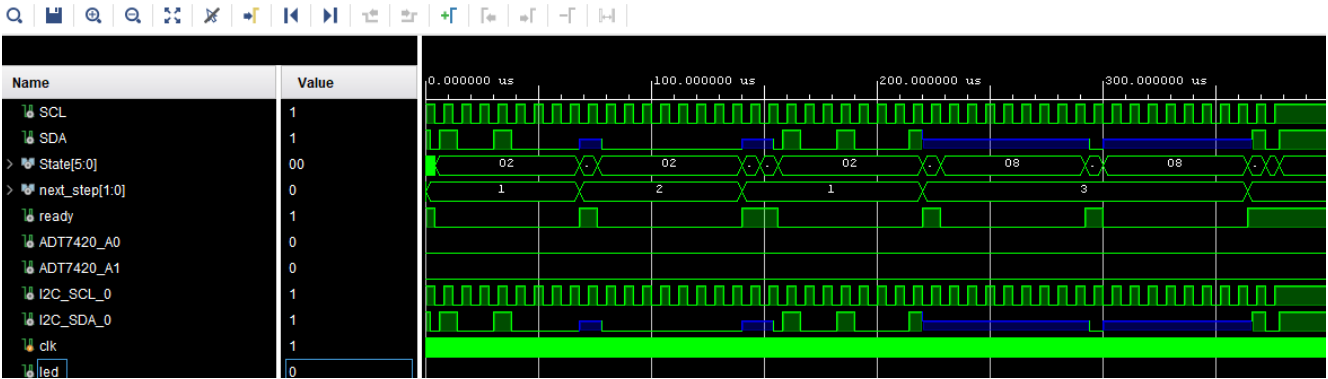 Name Value 0.000000 us 100.000000 us 200.000000 us 300.000000 us
SCL 1
SDA 1
State[5:0] 00 02 . 02 . . 02 . 08 . 08 . .
next_step[1:0] 0 1 2 1 3
ready 1
ADT7420_A0 0
ADT7420_A1 0
I2C_SCL_0 1
I2C_SDA_0 1
clk 1
led 0